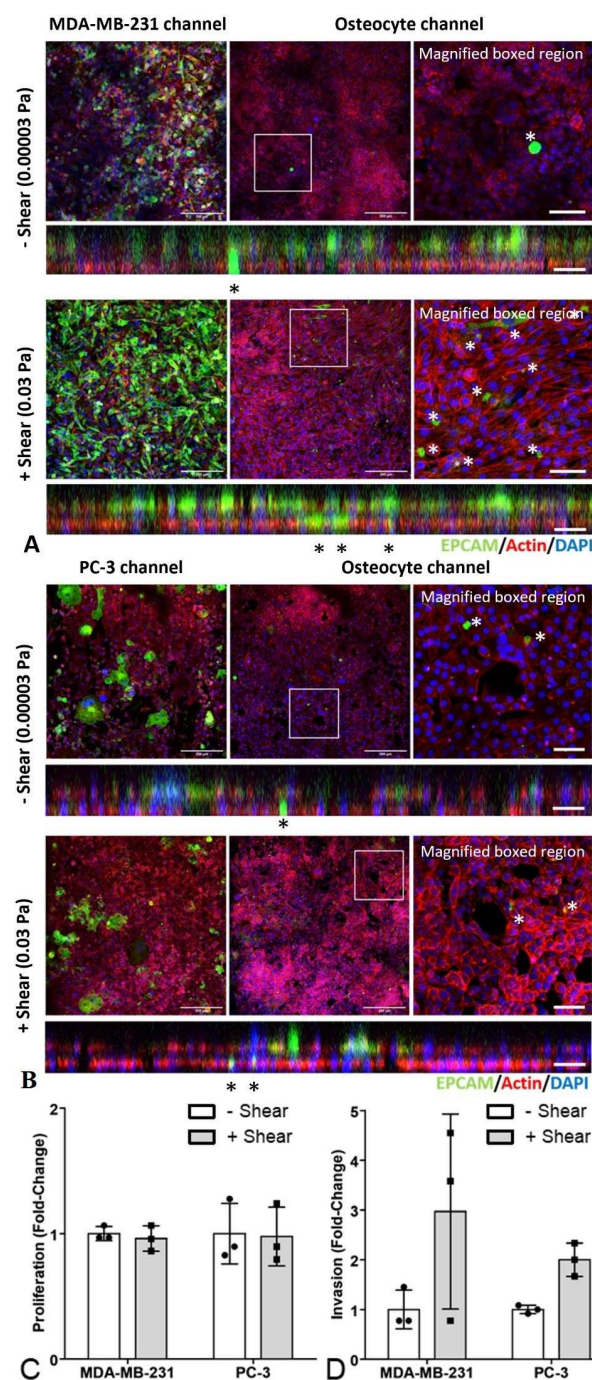 MDA-MB-231 channel Osteocyte channel
- Shear (0.00003 Pa)
Magnified boxed region
*
*
+ Shear (0.03 Pa)
Magnified boxed region
* * * * * * * * *
* * *
A
EPCAM/Actin/DAPI
PC-3 channel Osteocyte channel
- Shear (0.00003 Pa)
Magnified boxed region
* *
*
+ Shear (0.03 Pa)
Magnified boxed region
* *
* *
B
EPCAM/Actin/DAPI
Proliferation (Fold-Change)
2
1
0
- Shear
+ Shear
MDA-MB-231 PC-3
C
Invasion (Fold-Change)
5
4
3
2
1
0
- Shear
+ Shear
MDA-MB-231 PC-3
D